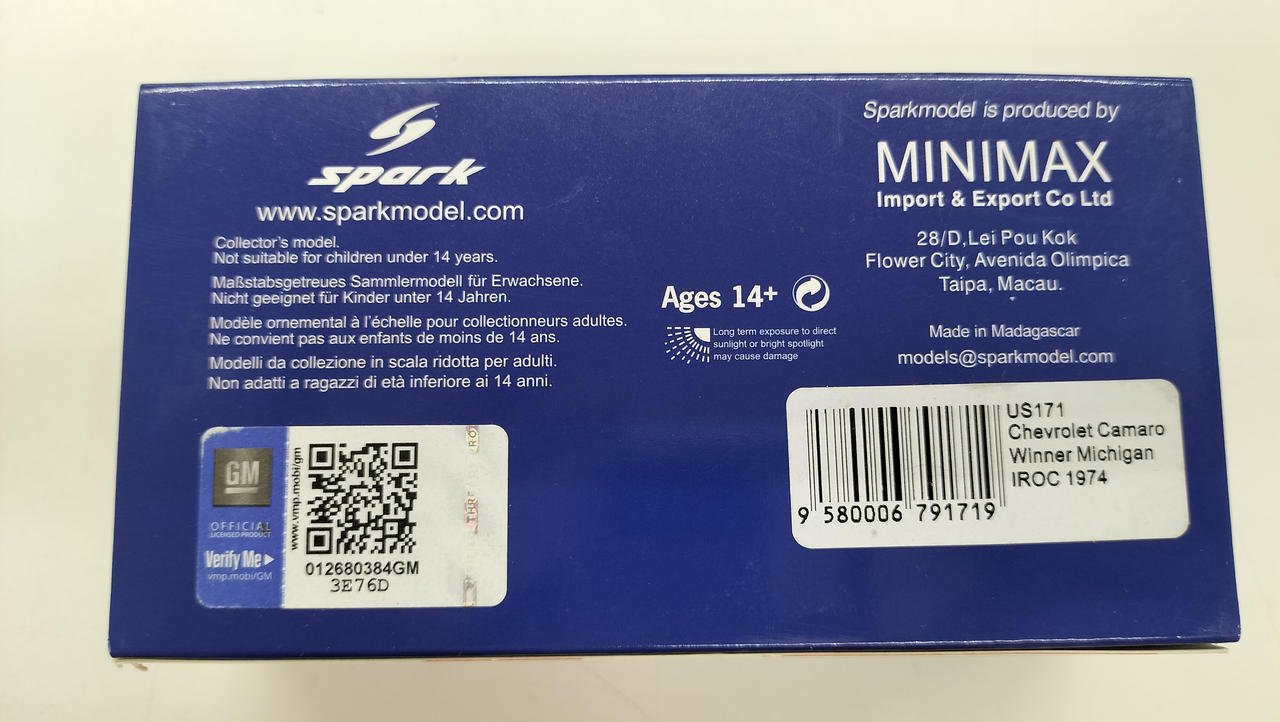 spark
www.sparkmodel.com
Collector's model.
Not suitable for children under 14 years.
Maßstabsgetreues Sammlermodell für Erwachsene.
Nicht geeignet für Kinder unter 14 Jahren.
Modèle ornemental à l'échelle pour collectionneurs adultes.
Ne convient pas aux enfants de moins de 14 ans.
Modelli da collezione in scala ridotta per adulti.
Non adatti a ragazzi di età inferiore ai 14 anni.
Ages 14+
Long term exposure to direct
sunlight or bright spotlight
may cause damage
Sparkmodel is produced by
MINIMAX
Import & Export Co Ltd
28/D,Lei Pou Kok
Flower City, Avenida Olimpica
Taipa, Macau.
Made in Madagascar
models@sparkmodel.com
GM
OFFICIAL
LICENSED PRODUCT
Verify Me
vmp.mobi/GM
www.vmp.mobi/gm
012680384GM
3E76D
US171
Chevrolet Camaro
Winner Michigan
IROC 1974
9 580006 791719